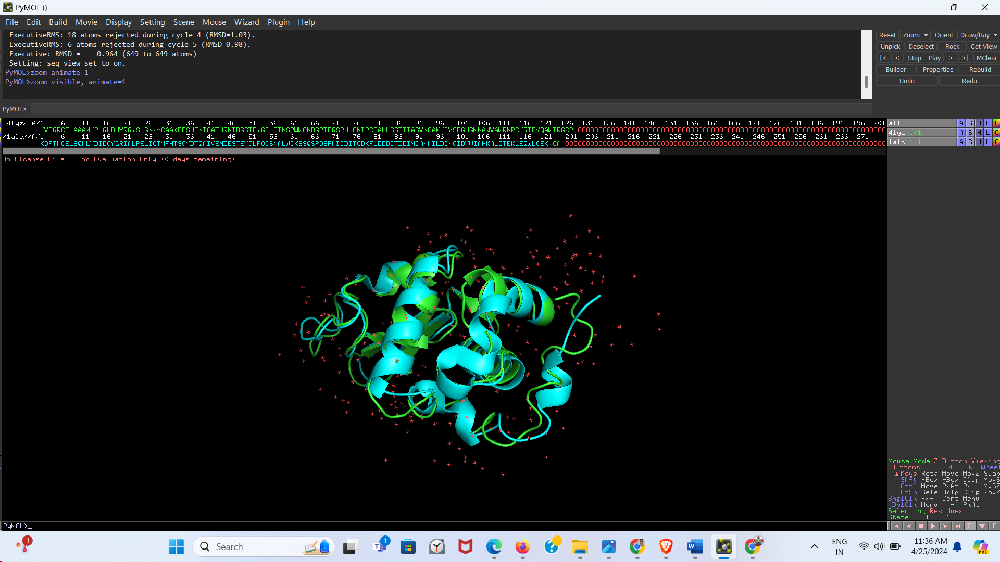 PyMOL ()
File Edit Build Movie Display Setting Scene Mouse Wizard Plugin Help
ExecutiveRMS: 18 atoms rejected during cycle 4 (RMSD=1.03).
ExecutiveRMS: 6 atoms rejected during cycle 5 (RMSD=0.98).
Executive: RMSD = 0.964 (649 to 649 atoms)
Setting: seq_view set to on.
PyMOL>zoom animate=1
PyMOL>zoom visible, animate=1
PyMOL>
Reset Zoom Orient Draw/Ray
Unpick Deselect Rock Get View
|< < Stop Play > >| MClear
Builder Properties Rebuild
Undo Redo
/4lyz//A/1 6 11 16 21 26 31 36 41 46 51 56 61 66 71 76 81 86 91 96 101 106 111 116 121 126 131 136 141 146 151 156 161 166 171 176 181 186 191 196 201
KVFGRCELAAAMKRHGLDNYRGYSLGNWVCAAKFESNFNTQATNRNTDGSTDYGILQINSRWWCNDGRTPGSRNLCNIPCSALLSSDITASVNCAKKIVSDGNGMNAWVAWRNRCKGTDVQAWIRGCRL
/1alc//A/1 6 11 16 21 26 31 36 41 46 51 56 61 66 71 76 81 86 91 96 101 106 111 116 121 201 206 211 216 221 226 231 236 241 246 251 256 261 266 271
KQFTKCELSQNLYDIDGYGRIALPELICTMFHTSGYDTQAIVENDESTEYGLFQISNALWCKSSQSPQSRNICDITCDKFLDDDITDDIMCAKKILDIKGIDYWIAHKALCTEKLEQWLCEK CA
all A S H L C
4lyz 1/1 A S H L C
1alc 1/1 A S H L C
No License File - For Evaluation Only (0 days remaining)
Mouse Mode 3-Button Viewing
Buttons L M R Wheel
& Keys Rota Move MovZ Slab
Shft +Box -Box Clip MovS
Ctrl Move PkAt Pk1 MvSZ
CtSh Sele Orig Clip MovZ
SnglClk +/- Cent Menu
DblClk Menu - PkAt
Selecting Residues
State 1/ 1
PyMOL>_
S F
1
Search
1
ENG
IN
11:36 AM
4/25/2024
PRE